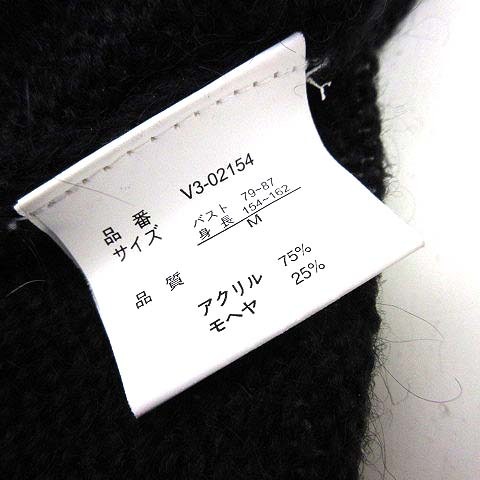 品 番 V3-02154
サイズ バスト 79-87
身 長 154-162
M
品 質 アクリル 75%
モヘヤ 25%